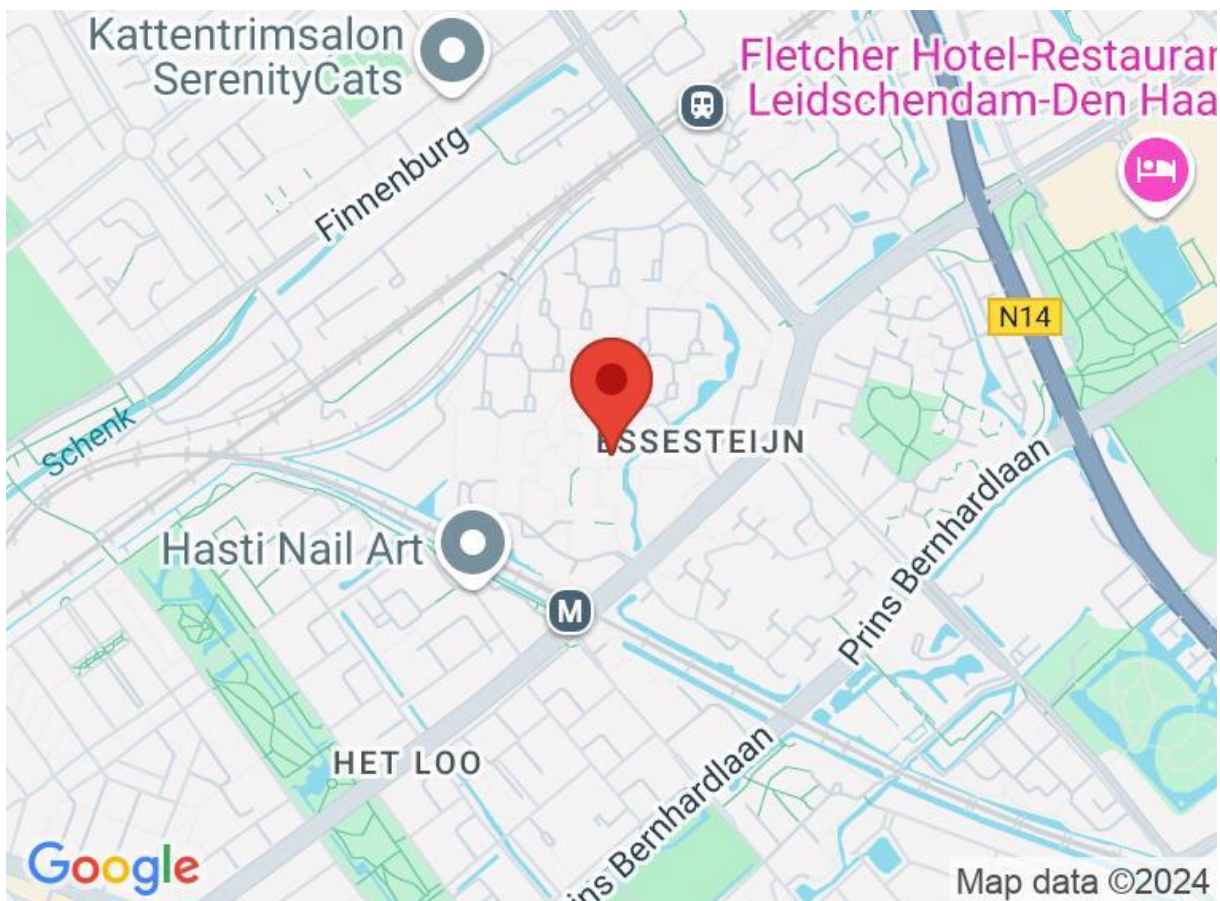 Kattentrimsalon
SerenityCats
Fletcher Hotel-Restauran
Leidschendam-Den Haa
Finnenburg
N14
Schenk
ESSESTEIJN
Hasti Nail Art
M
Prins Bernhardlaan
HET LOO
ins Bernhardlaan
Google
Map data ©2024